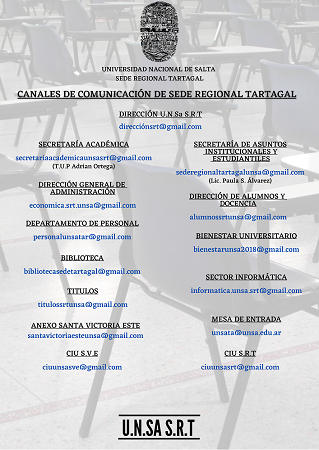 UNIVERSIDAD NACIONAL DE SALTA
SEDE REGIONAL TARTAGAL
CANALES DE COMUNICACIÓN DE SEDE REGIONAL TARTAGAL
DIRECCIÓN U.N.Sa S.R.T
direcciónsrt@gmail.com
SECRETARÍA ACADÉMICA
secretariaacademicaunsasrt@gmail.com
(T.U.P Adrian Ortega)
DIRECCIÓN GENERAL DE
ADMINISTRACIÓN
economica.srt.unsa@gmail.com
DEPARTAMENTO DE PERSONAL
personalunsatar@gmail.com
BIBLIOTECA
bibliotecasedetartagal@gmail.com
TITULOS
titulossrtunsa@gmail.com
ANEXO SANTA VICTORIA ESTE
santavictoriaesteunsa@gmail.com
CIU S.V.E
ciuunsasve@gmail.com
SECRETARÍA DE ASUNTOS
INSTITUCIONALES Y
ESTUDIANTILES
sederegionaltartagalunsa@gmail.com
(Lic. Paula S. Álvarez)
DIRECCIÓN DE ALUMNOS Y
DOCENCIA
alumnossrtunsa@gmail.com
BIENESTAR UNIVERSITARIO
bienestarunsa2018@gmail.com
SECTOR INFORMÁTICA
informatica.unsa.srt@gmail.com
MESA DE ENTRADA
unsata@unsa.edu.ar
CIU S.R.T
ciuunsasrt@gmail.com
U.N.SA S.R.T